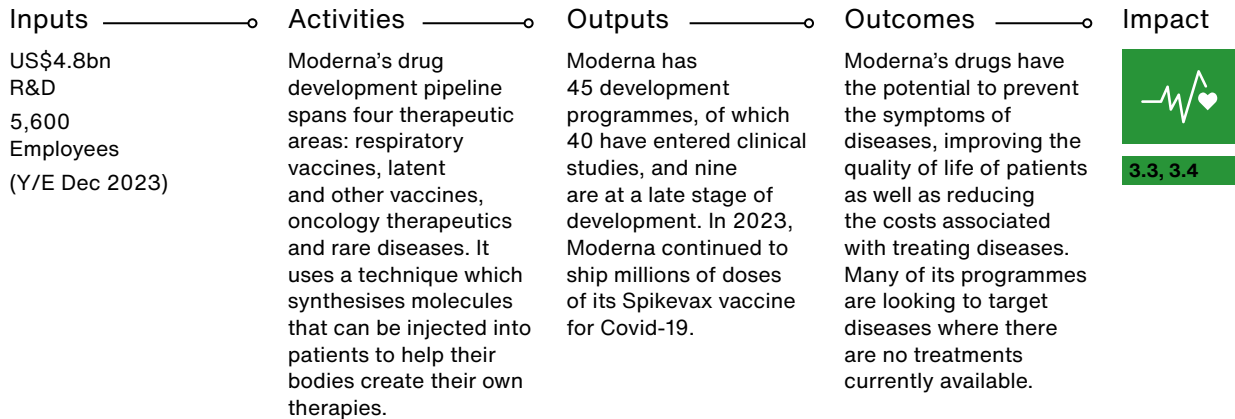 Inputs
US$4.8bn
R&D
5,600
Employees
(Y/E Dec 2023)
Activities
Moderna’s drug
development pipeline
spans four therapeutic
areas: respiratory
vaccines, latent
and other vaccines,
oncology therapeutics
and rare diseases. It
uses a technique which
synthesises molecules
that can be injected into
patients to help their
bodies create their own
therapies.
Outputs
Moderna has
45 development
programmes, of which
40 have entered clinical
studies, and nine
are at a late stage of
development. In 2023,
Moderna continued to
ship millions of doses
of its Spikevax vaccine
for Covid-19.
Outcomes
Moderna’s drugs have
the potential to prevent
the symptoms of
diseases, improving the
quality of life of patients
as well as reducing
the costs associated
with treating diseases.
Many of its programmes
are looking to target
diseases where there
are no treatments
currently available.
Impact
3.3, 3.4